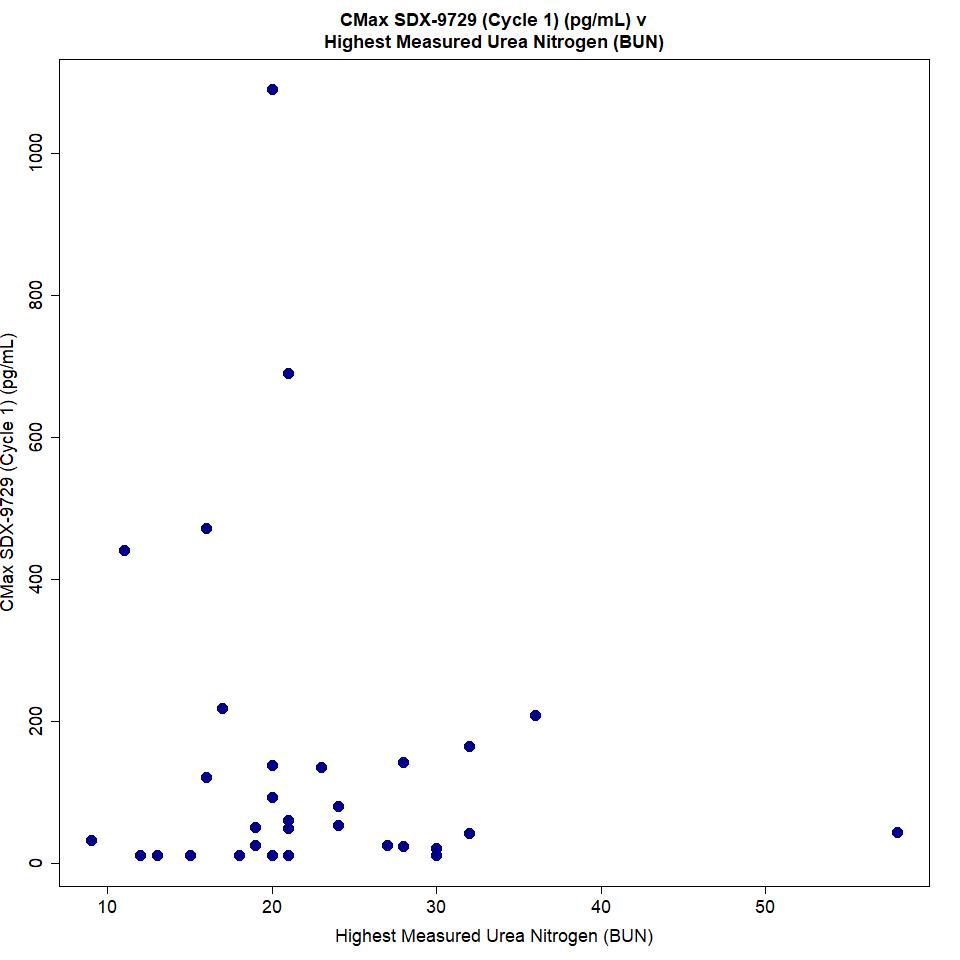 CMax SDX-9729 (Cycle 1) (pg/mL) v
Highest Measured Urea Nitrogen (BUN)
CMax SDX-9729 (Cycle 1) (pg/mL)
1000
800
600
400
200
0
10 20 30 40 50
Highest Measured Urea Nitrogen (BUN)